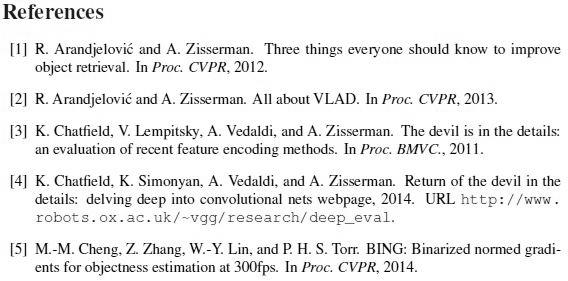 References
[1] R. Arandjelović and A. Zisserman. Three things everyone should know to improve
object retrieval. In Proc. CVPR, 2012.
[2] R. Arandjelović and A. Zisserman. All about VLAD. In Proc. CVPR, 2013.
[3] K. Chatfield, V. Lempitsky, A. Vedaldi, and A. Zisserman. The devil is in the details:
an evaluation of recent feature encoding methods. In Proc. BMVC., 2011.
[4] K. Chatfield, K. Simonyan, A. Vedaldi, and A. Zisserman. Return of the devil in the
details: delving deep into convolutional nets webpage, 2014. URL http://www.
robots.ox.ac.uk/~vgg/research/deep_eval.
[5] M.-M. Cheng, Z. Zhang, W.-Y. Lin, and P. H. S. Torr. BING: Binarized normed gradi-
ents for objectness estimation at 300fps. In Proc. CVPR, 2014.